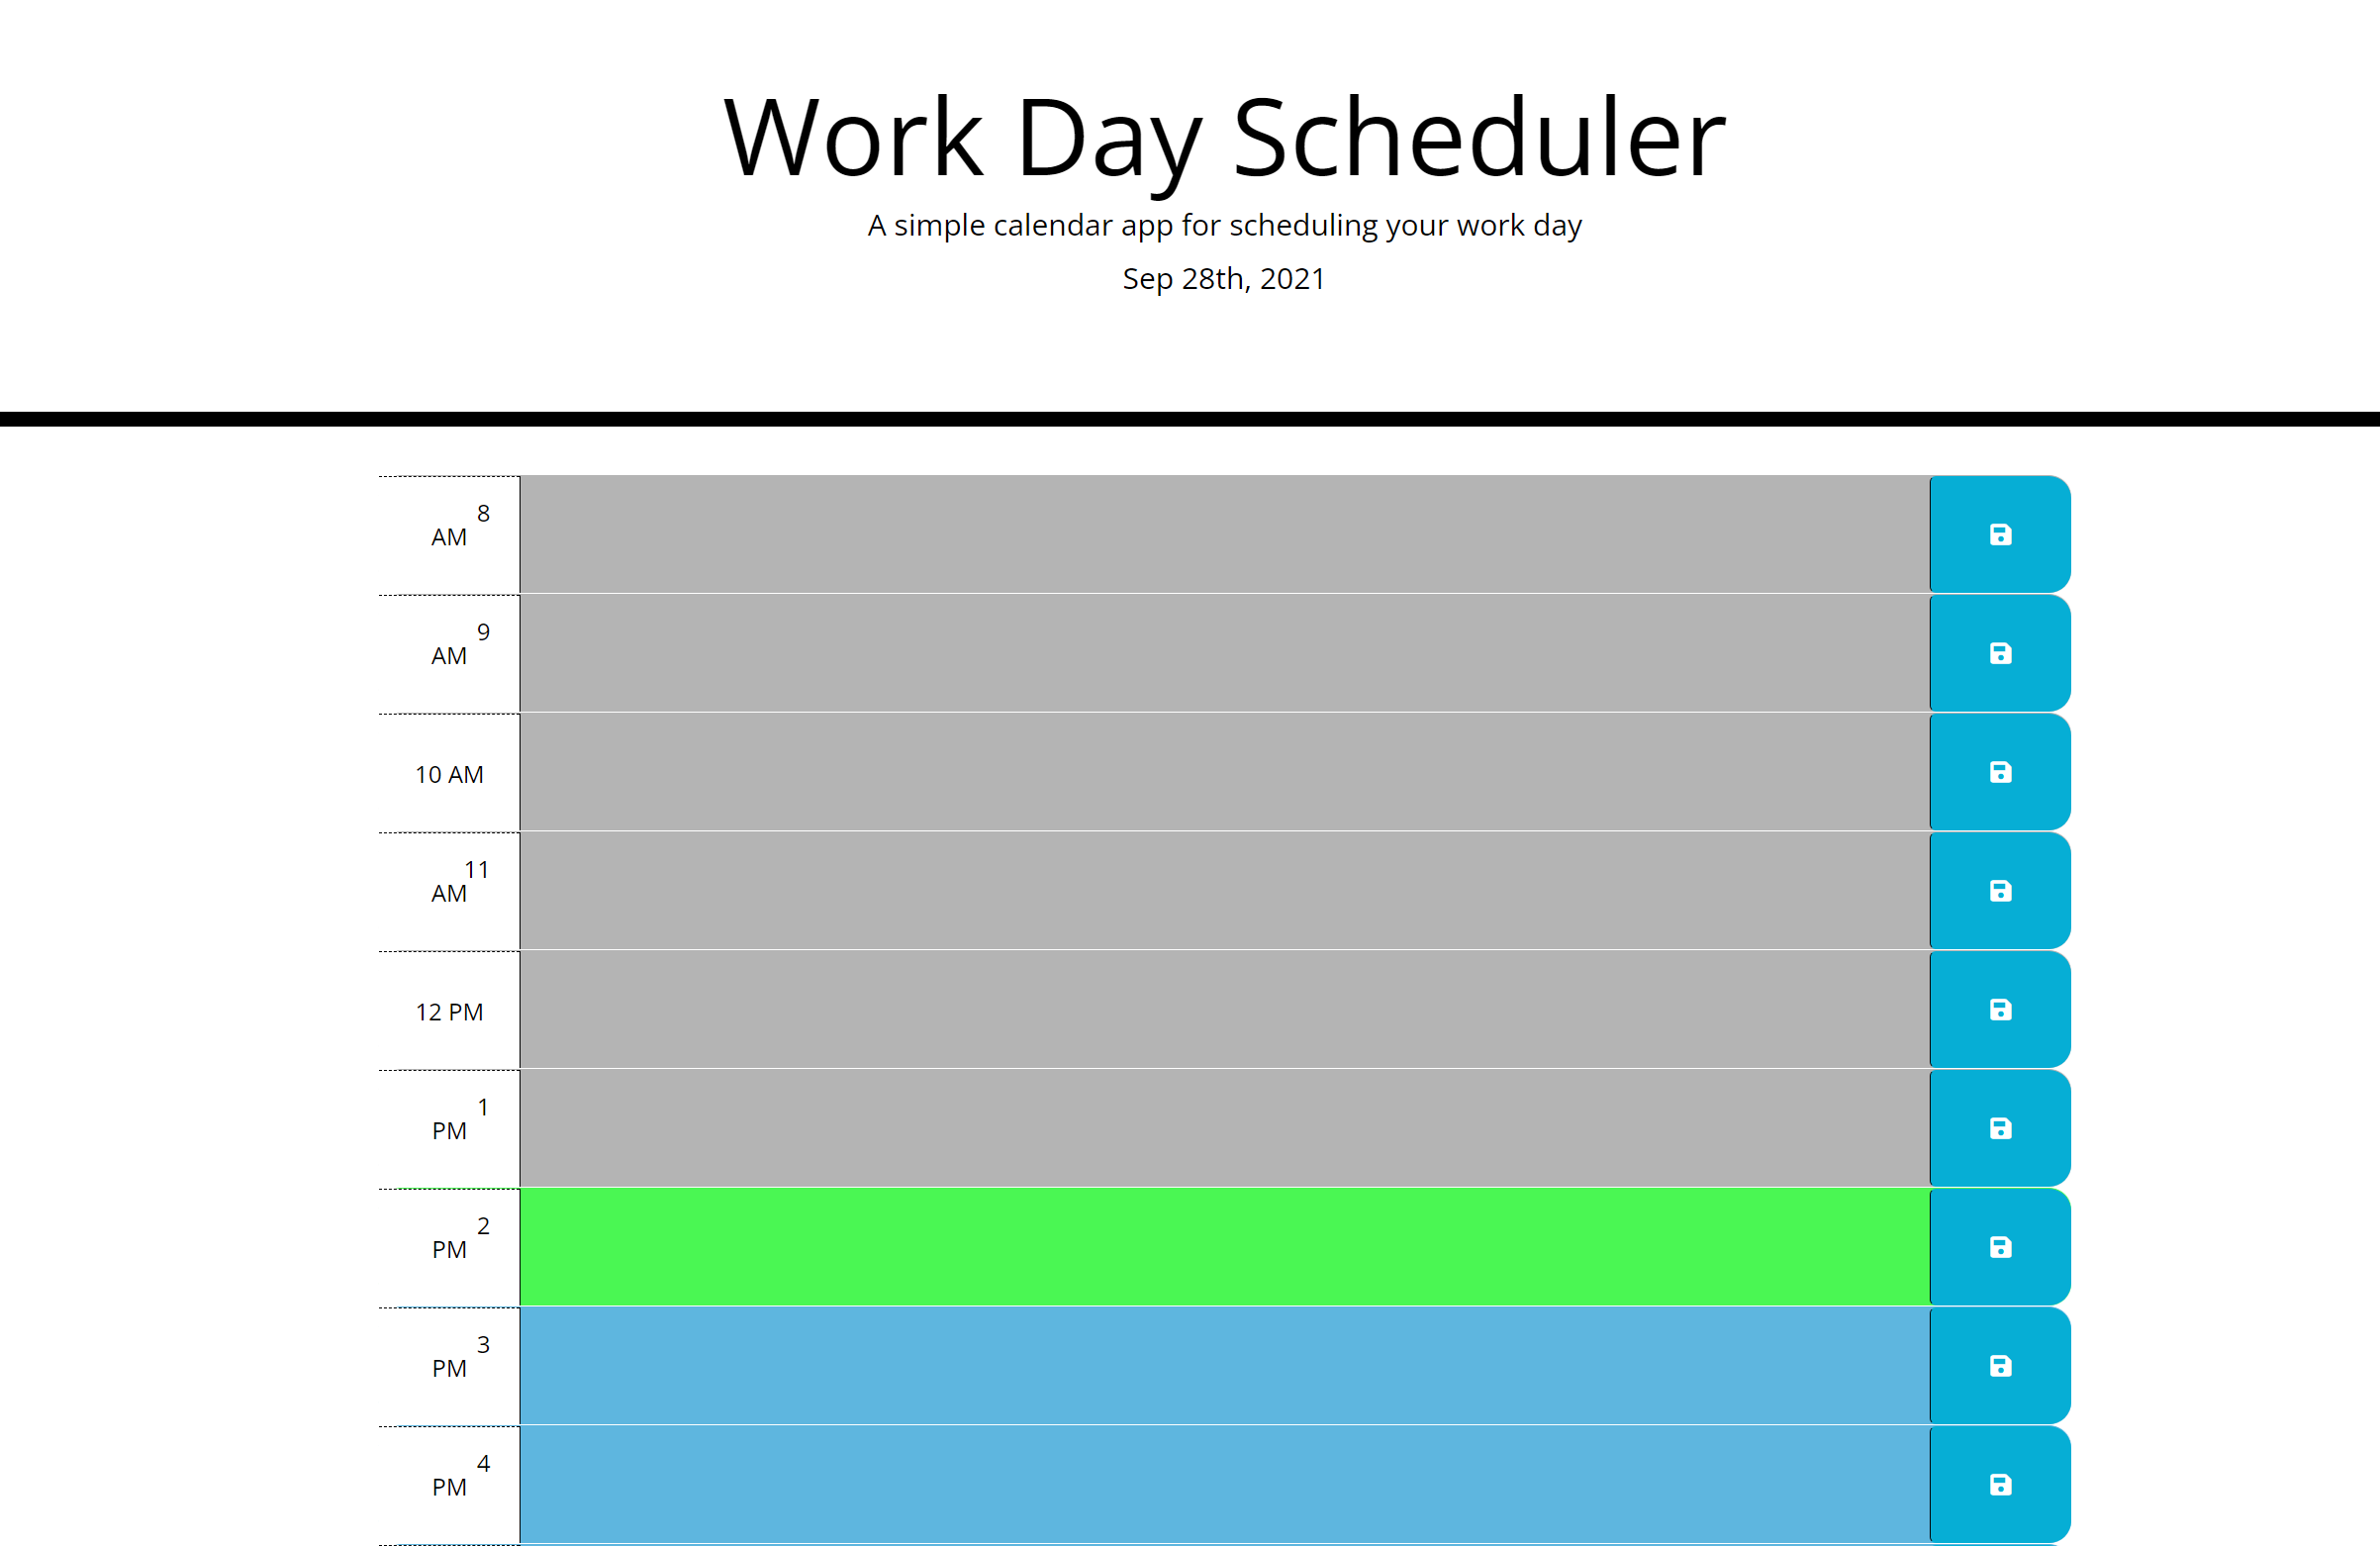 Work Day Scheduler
A simple calendar app for scheduling your work day
Sep 28th, 2021
8
AM
9
AM
10 AM
11
AM
12 PM
1
PM
2
PM
3
PM
4
PM